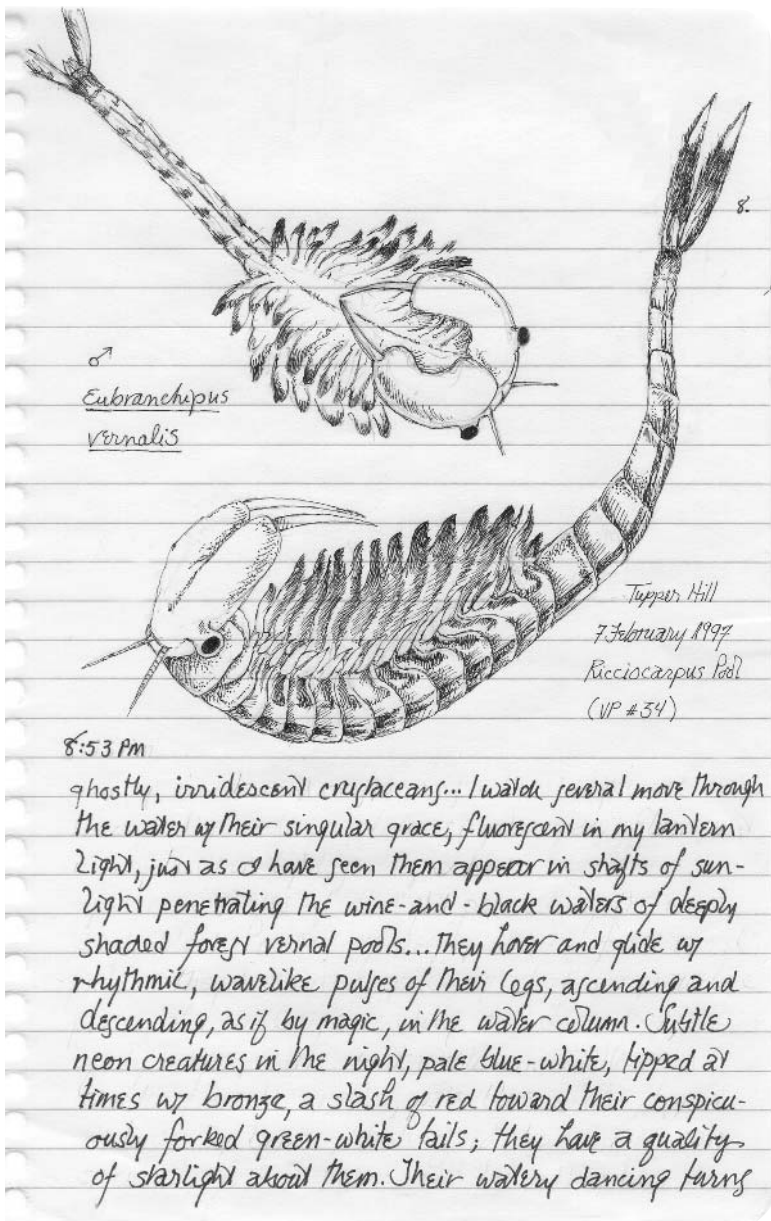 8.
♂
Eubranchipus
vernalis
Tupper Hill
7 February 1997
Ricciocarpus Pool
(VP #34)
8:53 PM
ghostly, irridescent crustaceans... I watch several move through
the water w/ their singular grace, fluorescent in my lantern
light, just as I have seen them appear in shafts of sun-
light penetrating the wine-and-black waters of deeply
shaded forest vernal pools... They hover and glide w/
rhythmic, wavelike pulses of their legs, ascending and
descending, as if by magic, in the water column. Subtle
neon creatures in the night, pale blue-white, tipped at
times w/ bronze, a slash of red toward their conspicu-
ously forked green-white tails; they have a quality
of starlight about them. Their watery dancing turns